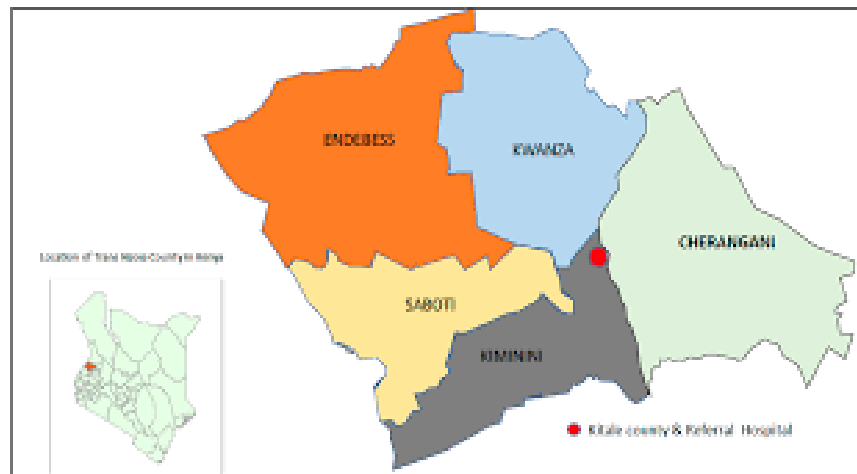 ENDEBESS
KWANZA
CHERANGANI
Location of Trans Nzoia County in Kenya
SABOTI
KIMININI
Kitale county & Referral Hospital